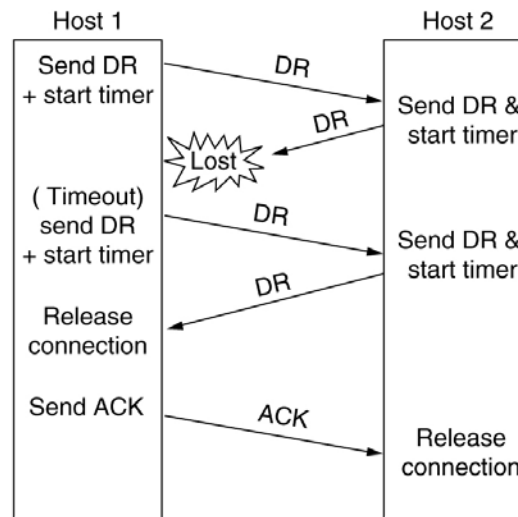 Host 1
Host 2
Send DR
+ start timer
DR
Send DR &
start timer
DR
Lost
( Timeout)
send DR
+ start timer
DR
Send DR &
start timer
DR
Release
connection
Send ACK
ACK
Release
connection